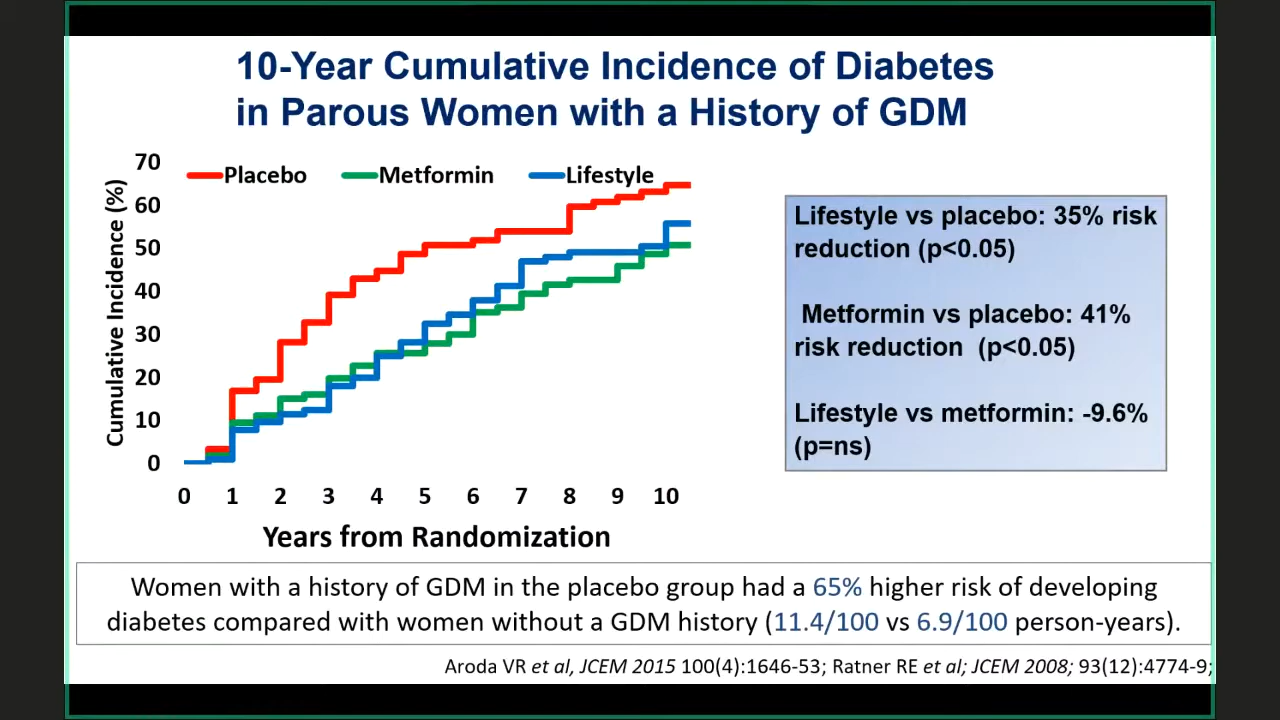 10-Year Cumulative Incidence of Diabetes
in Parous Women with a History of GDM
Cumulative Incidence (%)
70
60
50
40
30
20
10
0
Placebo Metformin Lifestyle
0 1 2 3 4 5 6 7 8 9 10
Years from Randomization
Lifestyle vs placebo: 35% risk
reduction (p<0.05)
Metformin vs placebo: 41%
risk reduction (p<0.05)
Lifestyle vs metformin: -9.6%
(p=ns)
Women with a history of GDM in the placebo group had a 65% higher risk of developing
diabetes compared with women without a GDM history (11.4/100 vs 6.9/100 person-years).
Aroda VR et al, JCEM 2015 100(4):1646-53; Ratner RE et al; JCEM 2008; 93(12):4774-9;